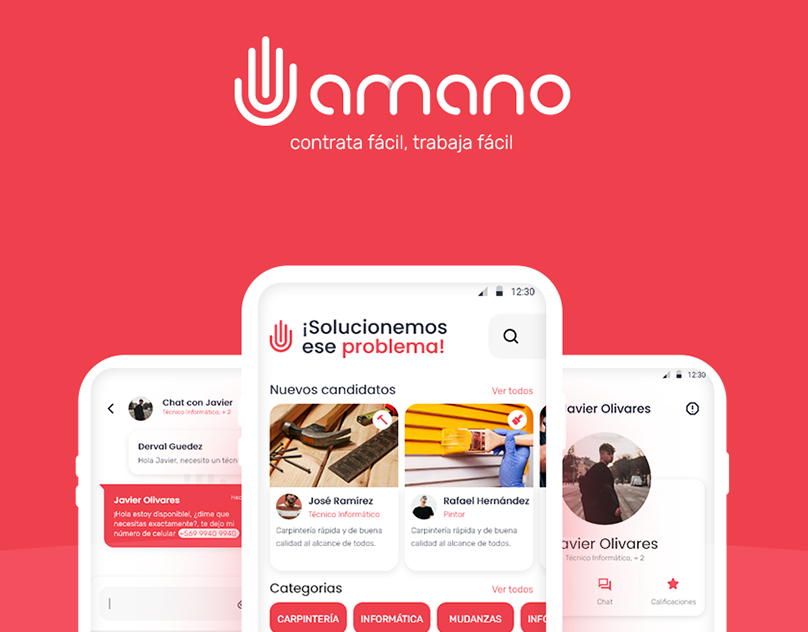 amano
contrata fácil, trabaja fácil
12:30
¡Solucionemos
ese problema!
Nuevos candidatos
Ver todos
José Ramírez
Técnico Informático
Carpintería rápida y de buena
calidad al alcance de todos.
Rafael Hernández
Pintor
Carpintería rápida y de buena
calidad al alcance de todos.
Categorias
Ver todos
CARPINTERÍA
INFORMÁTICA
MUDANZAS
INFO
Chat con Javier
Técnico Informático, + 2
Derval Guedez
Hola Javier, necesito un técn
Javier Olivares
Hac
¡Hola estoy disponible!, ¿dime que
necesitas exactamente?, te dejo mi
número de celular +569 9940 9940
12:30
avier Olivares
avier Olivares
Técnico Informático, + 2
Chat
Calificaciones